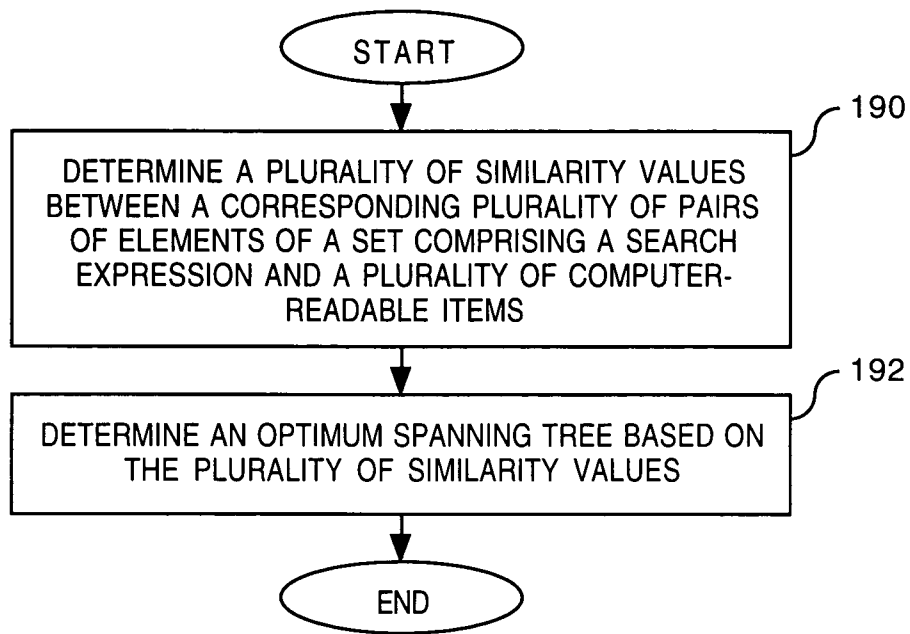 START
190
DETERMINE A PLURALITY OF SIMILARITY VALUES
BETWEEN A CORRESPONDING PLURALITY OF PAIRS
OF ELEMENTS OF A SET COMPRISING A SEARCH
EXPRESSION AND A PLURALITY OF COMPUTER-
READABLE ITEMS
192
DETERMINE AN OPTIMUM SPANNING TREE BASED ON
THE PLURALITY OF SIMILARITY VALUES
END